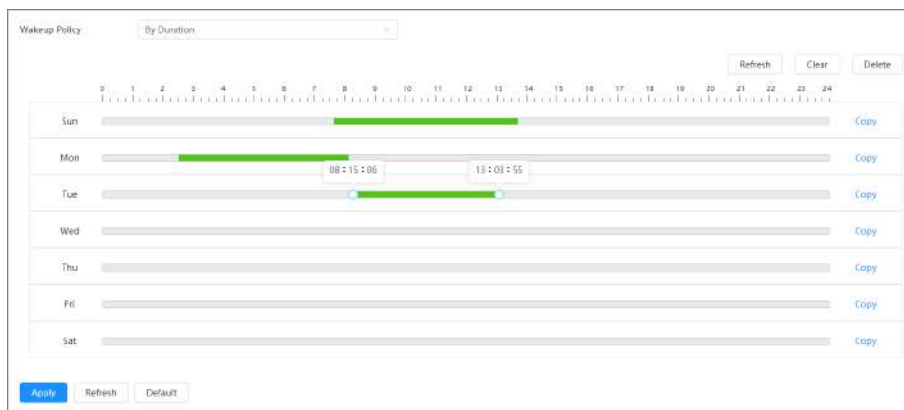 Wakeup Policy By Duration
Refresh Clear Delete
0 1 2 3 4 5 6 7 8 9 10 11 12 13 14 15 16 17 18 19 20 21 22 23 24
Sun Copy
Mon Copy
08 : 15 : 06 13 : 03 : 55
Tue Copy
Wed Copy
Thu Copy
Fri Copy
Sat Copy
Apply Refresh Default